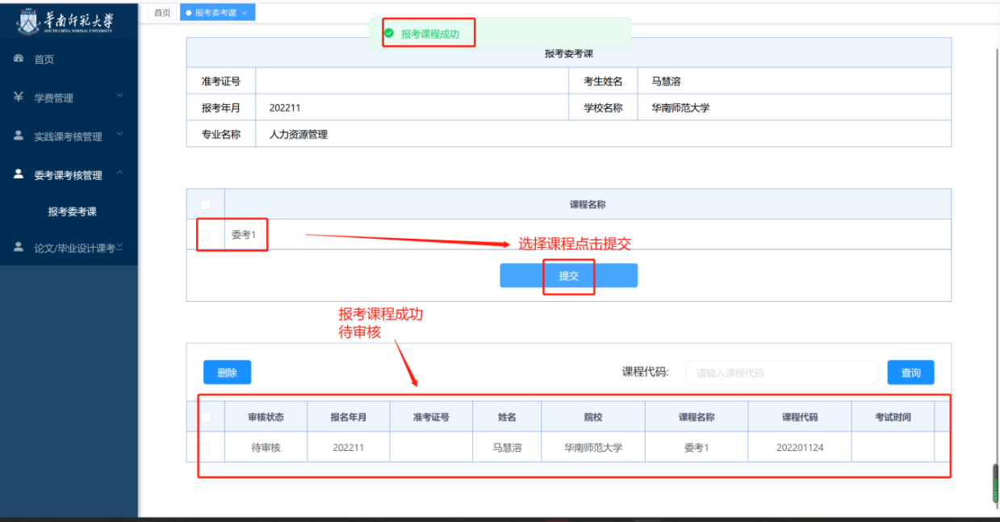 华南师范大学
SOUTH CHINA NORMAL UNIVERSITY
首页
学费管理
实践课考核管理
委考课考核管理
报考委考课
论文/毕业设计课考...
首页
报考委考课 ×
报考课程成功
报考委考课
准考证号 考生姓名 马慧溶
报考年月 202211 学校名称 华南师范大学
专业名称 人力资源管理
课程名称
委考1
选择课程点击提交
提交
报考课程成功
待审核
删除 课程代码: 请输入课程代码 查询
审核状态 报名年月 准考证号 姓名 院校 课程名称 课程代码 考试时间
待审核 202211 马慧溶 华南师范大学 委考1 202201124